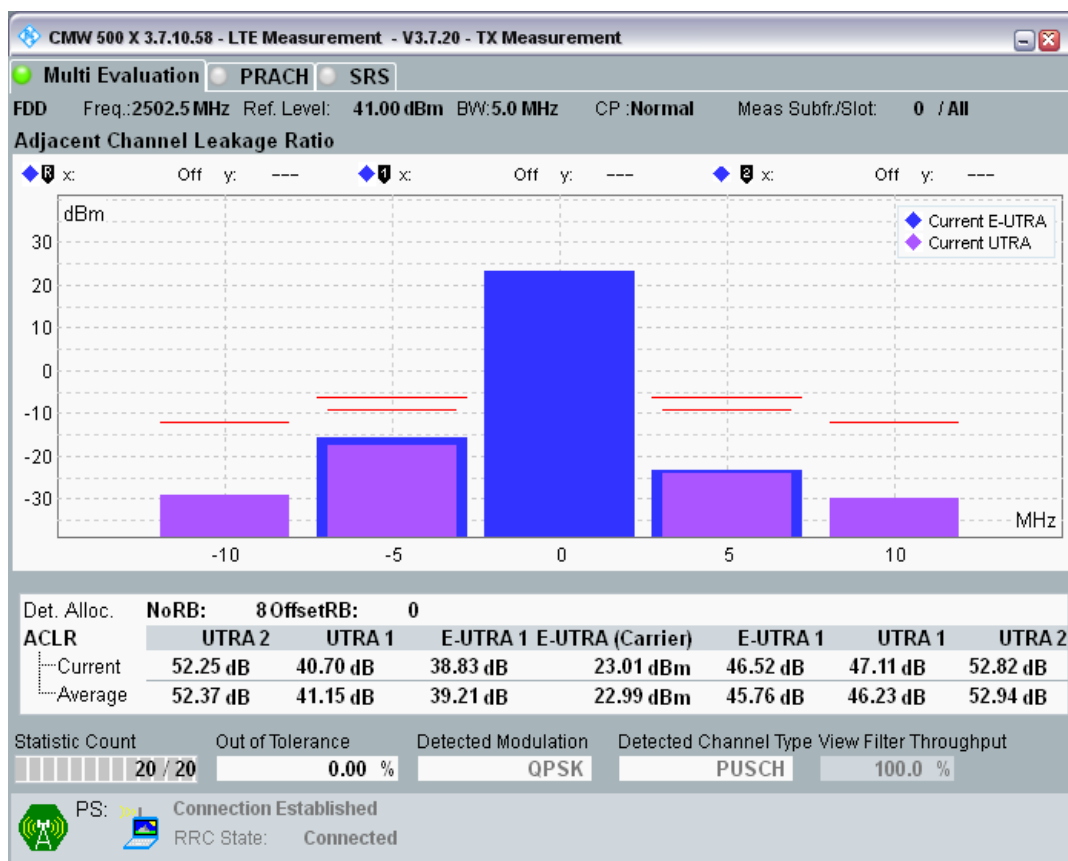 CMW 500 X 3.7.10.58 - LTE Measurement - V3.7.20 - TX Measurement
Multi Evaluation PRACH SRS
FDD Freq.:2502.5 MHz Ref. Level: 41.00 dBm BW:5.0 MHz CP :Normal Meas Subfr./Slot: 0 / All
Adjacent Channel Leakage Ratio
R x: Off y: --- 1 x: Off y: --- 2 x: Off y: ---
dBm
Current E-UTRA
Current UTRA
30
20
10
0
-10
-20
-30
MHz
-10 -5 0 5 10
Det. Alloc. NoRB: 8 OffsetRB: 0
ACLR UTRA 2 UTRA 1 E-UTRA 1 E-UTRA (Carrier) E-UTRA 1 UTRA 1 UTRA 2
Current 52.25 dB 40.70 dB 38.83 dB 23.01 dBm 46.52 dB 47.11 dB 52.82 dB
Average 52.37 dB 41.15 dB 39.21 dB 22.99 dBm 45.76 dB 46.23 dB 52.94 dB
Statistic Count Out of Tolerance Detected Modulation Detected Channel Type View Filter Throughput
20 / 20 0.00 % QPSK PUSCH 100.0 %
PS: Connection Established
RRC State: Connected